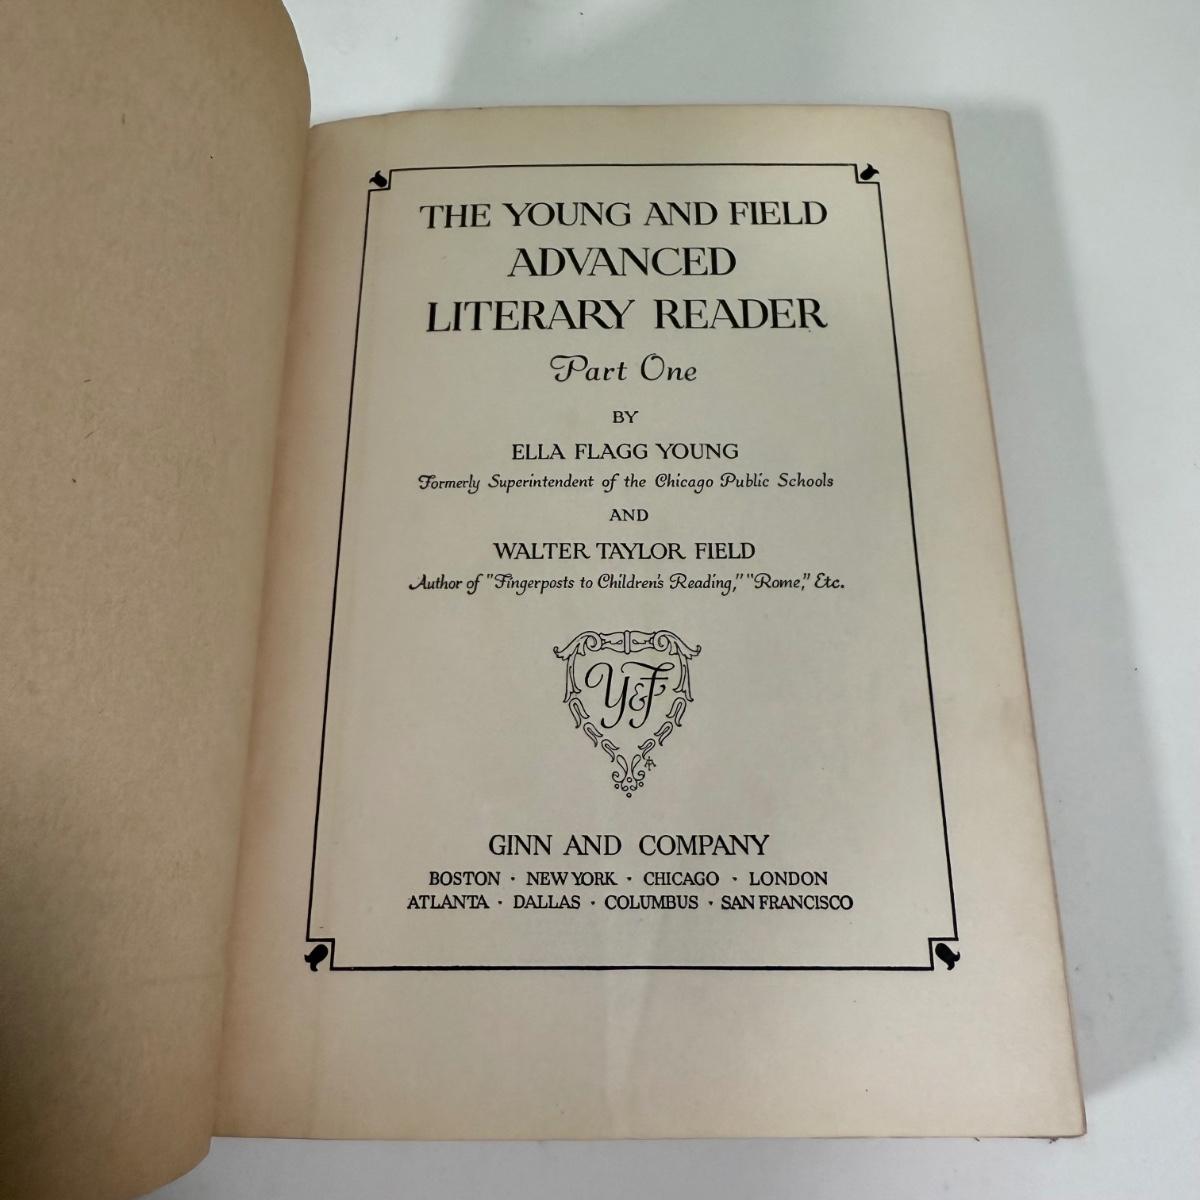 THE YOUNG AND FIELD
ADVANCED
LITERARY READER
Part One
BY
ELLA FLAGG YOUNG
Formerly Superintendent of the Chicago Public Schools
AND
WALTER TAYLOR FIELD
Author of "Fingerposts to Children's Reading," "Rome," Etc.
Y&F
GINN AND COMPANY
BOSTON · NEW YORK · CHICAGO · LONDON
ATLANTA · DALLAS · COLUMBUS · SAN FRANCISCO